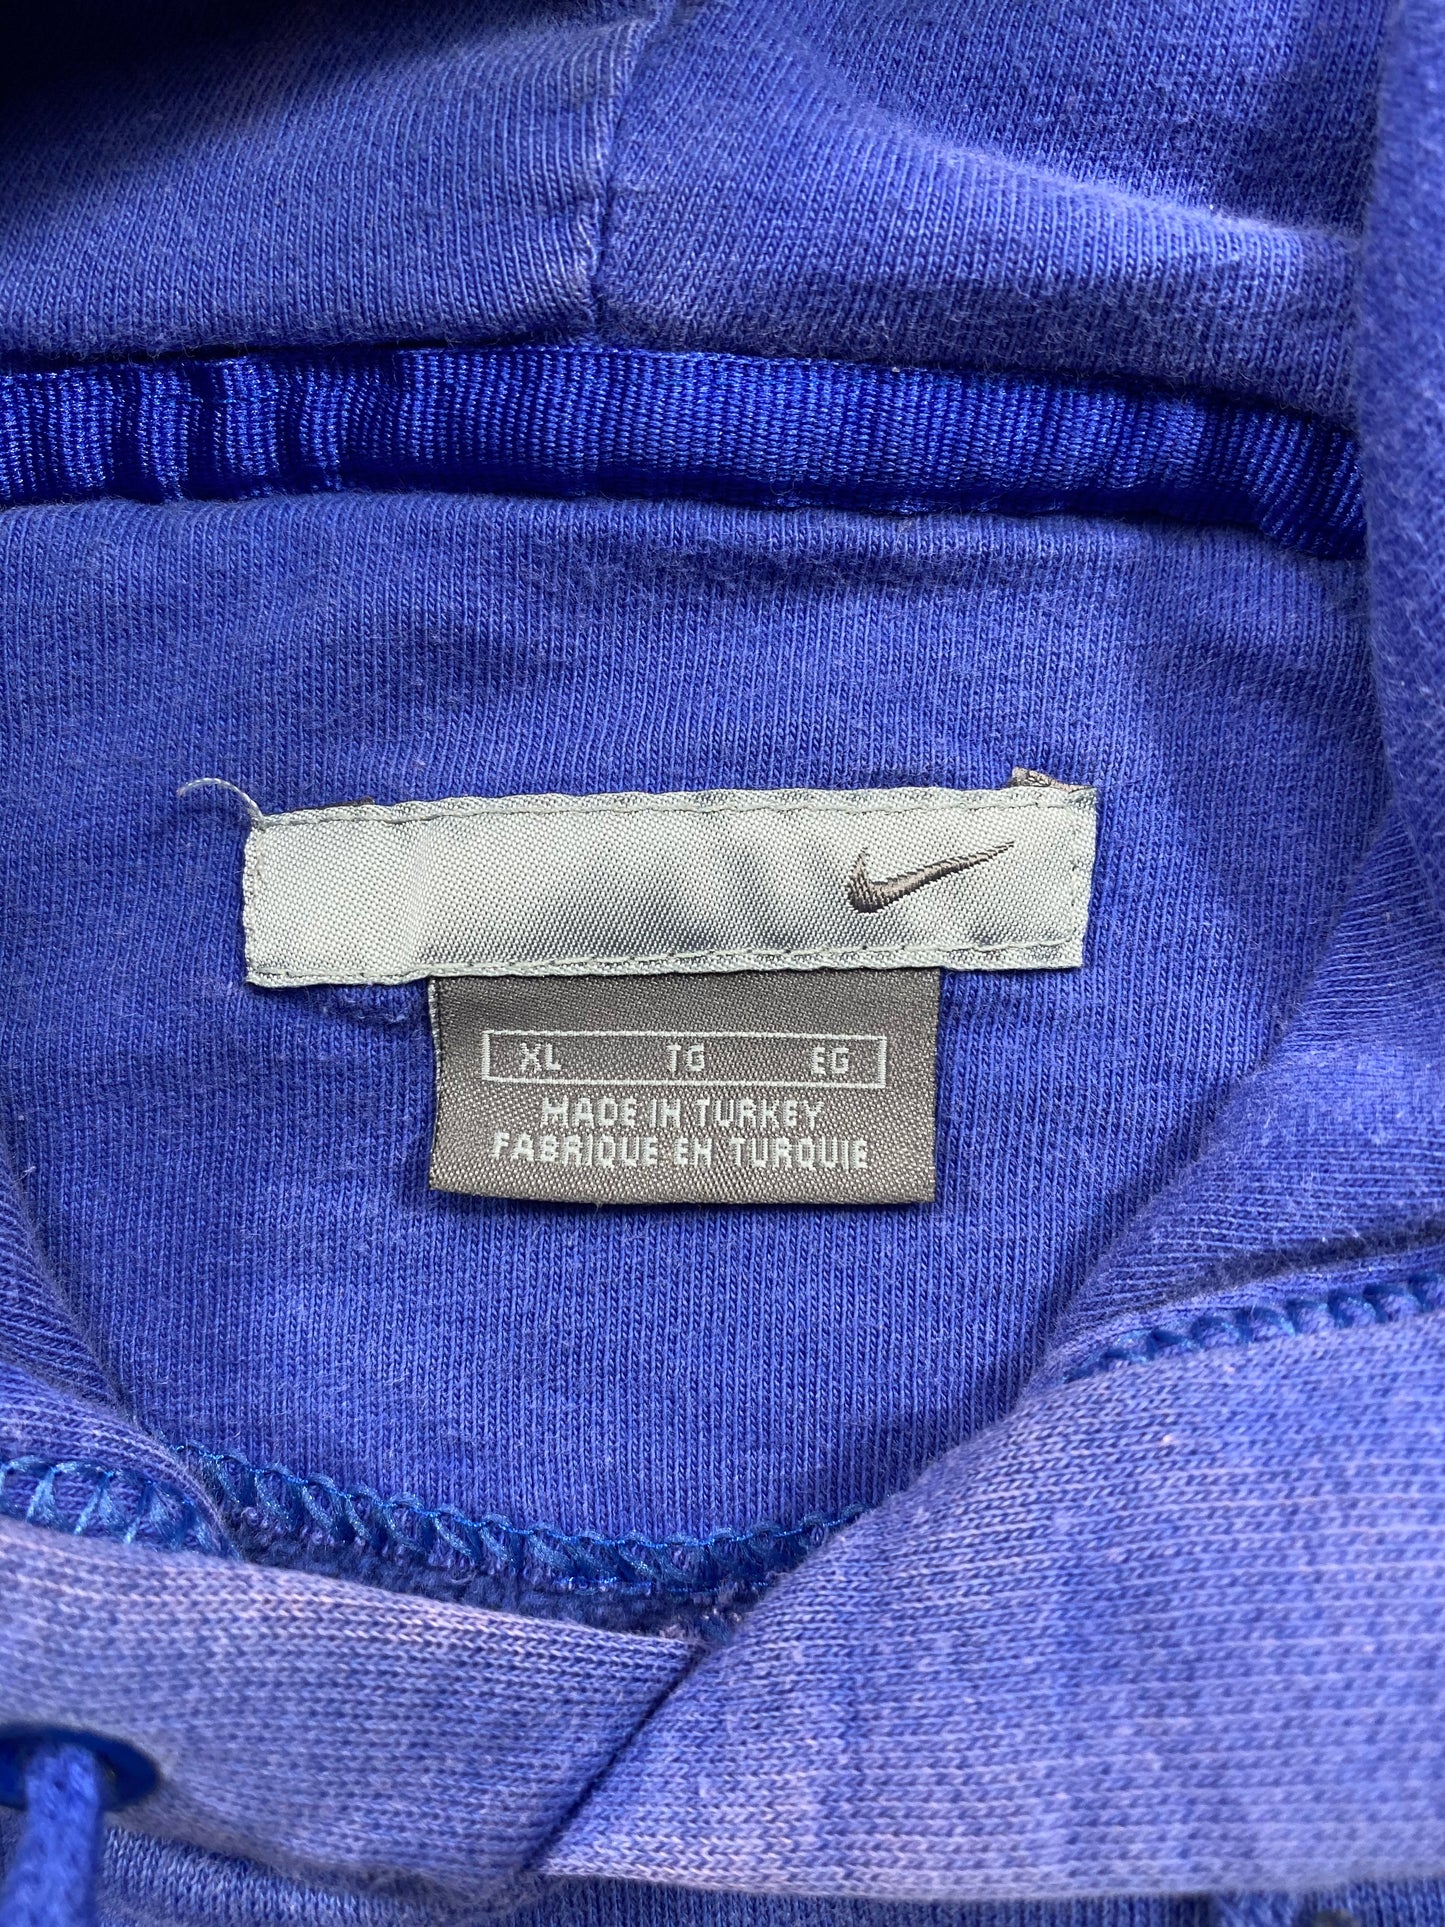 XL TG EG
MADE IN TURKEY
FABRIQUE EN TURQUIE